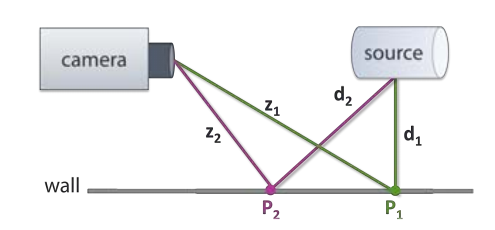 camera
source
z₁
d₂
z₂
d₁
wall
P₂
P₁